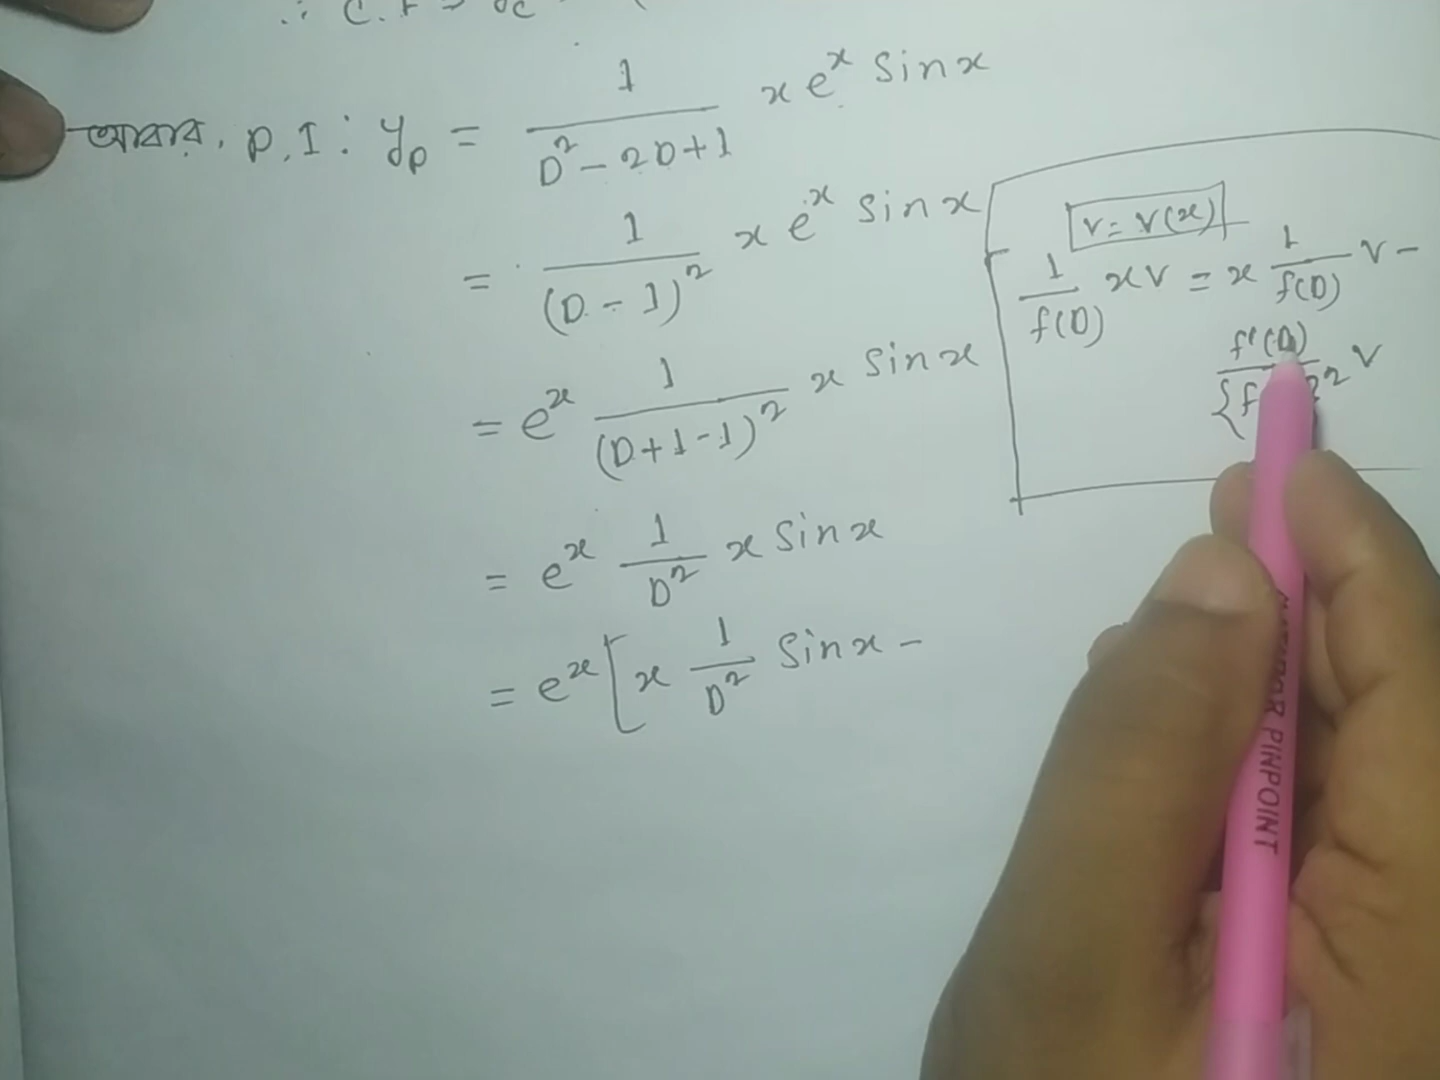 ∴ C.F = y_c
আবার, P.I : y_p = 1/(D² - 2D + 1) x e^x sin x
= 1/(D - 1)² x e^x sin x
= e^x 1/(D + 1 - 1)² x sin x
= e^x 1/D² x sin x
= e^x [x 1/D² sin x -
v = v(x)
1/f(D) x v = x 1/f(D) v -
f'(D)/{f }² v
PINPOINT